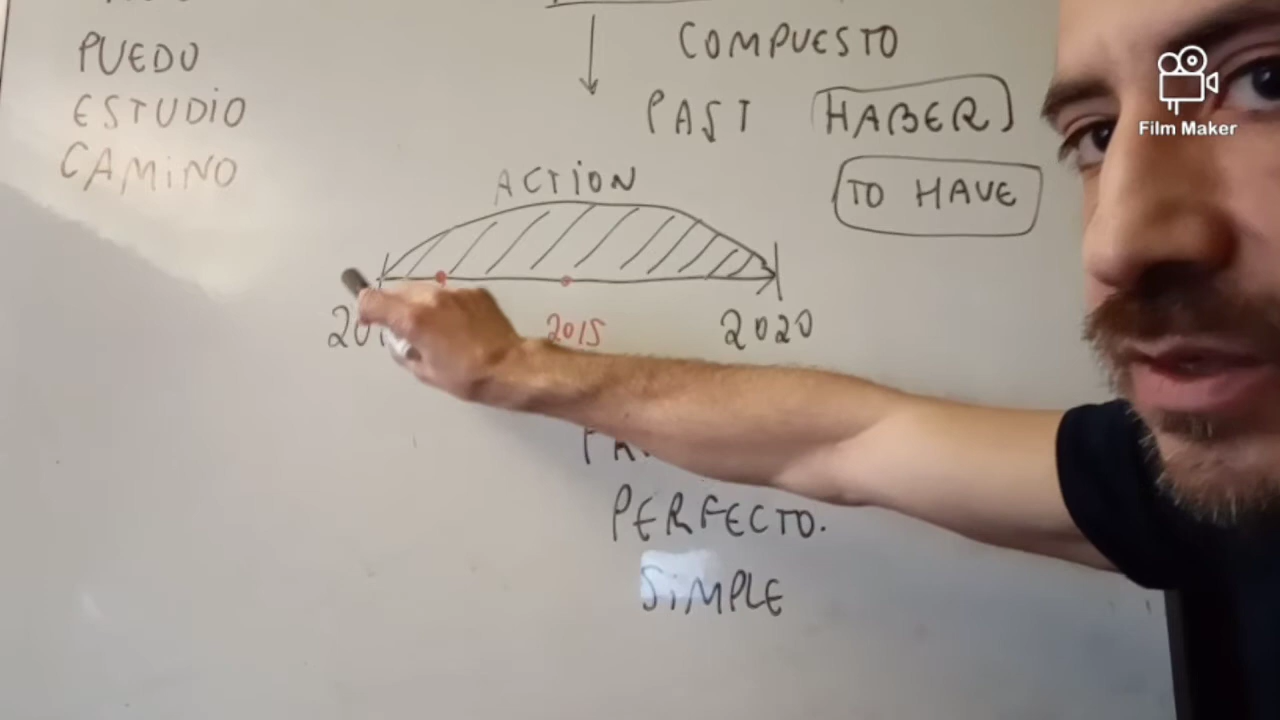 PUEDO
ESTUDIO
CAMINO
COMPUESTO
PAST HABER
TO HAVE
ACTION
2015
2020
PERFECTO.
SIMPLE
Film Maker